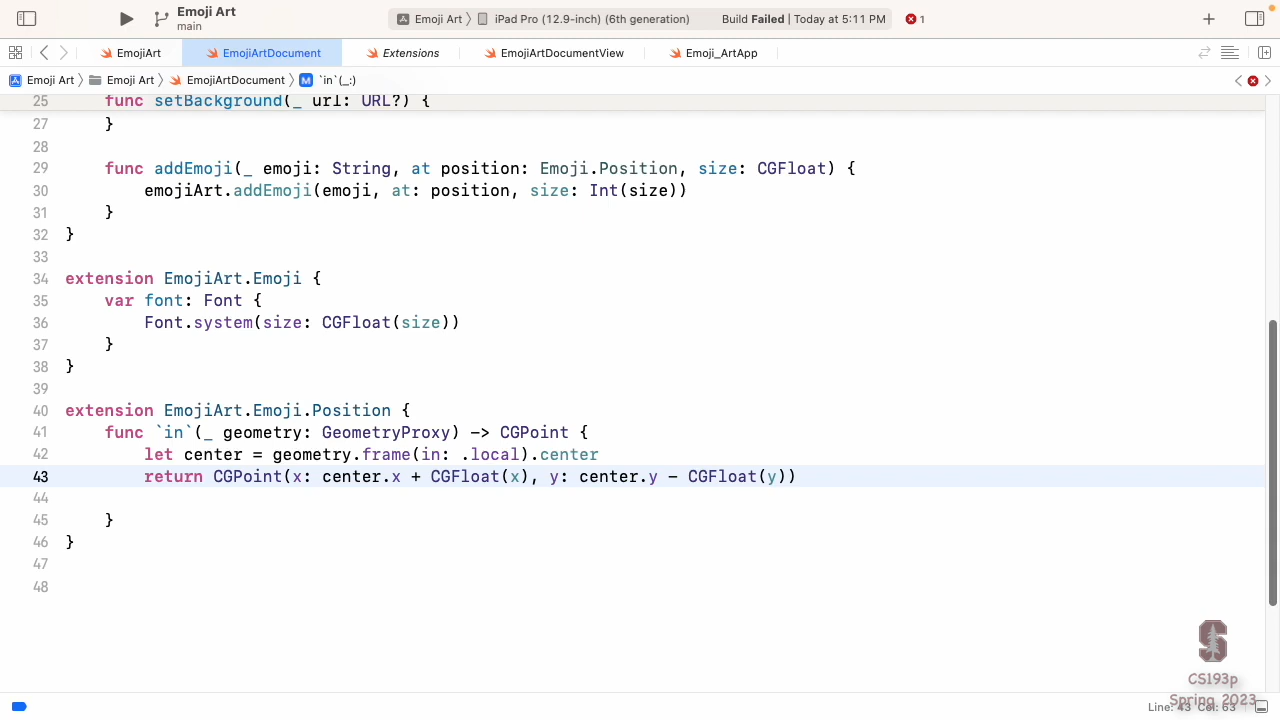 Emoji Art
main
Emoji Art 〉 iPad Pro (12.9-inch) (6th generation) Build Failed | Today at 5:11 PM 1
EmojiArt EmojiArtDocument Extensions EmojiArtDocumentView Emoji_ArtApp
Emoji Art 〉 Emoji Art 〉 EmojiArtDocument 〉 M `in`(_:)
25 func setBackground(_ url: URL?) {
27 }
28
29 func addEmoji(_ emoji: String, at position: Emoji.Position, size: CGFloat) {
30 emojiArt.addEmoji(emoji, at: position, size: Int(size))
31 }
32 }
33
34 extension EmojiArt.Emoji {
35 var font: Font {
36 Font.system(size: CGFloat(size))
37 }
38 }
39
40 extension EmojiArt.Emoji.Position {
41 func `in`(_ geometry: GeometryProxy) -> CGPoint {
42 let center = geometry.frame(in: .local).center
43 return CGPoint(x: center.x + CGFloat(x), y: center.y - CGFloat(y))
44
45 }
46 }
47
48
S
CS193p
Spring 2023
Line: 43 Col: 63